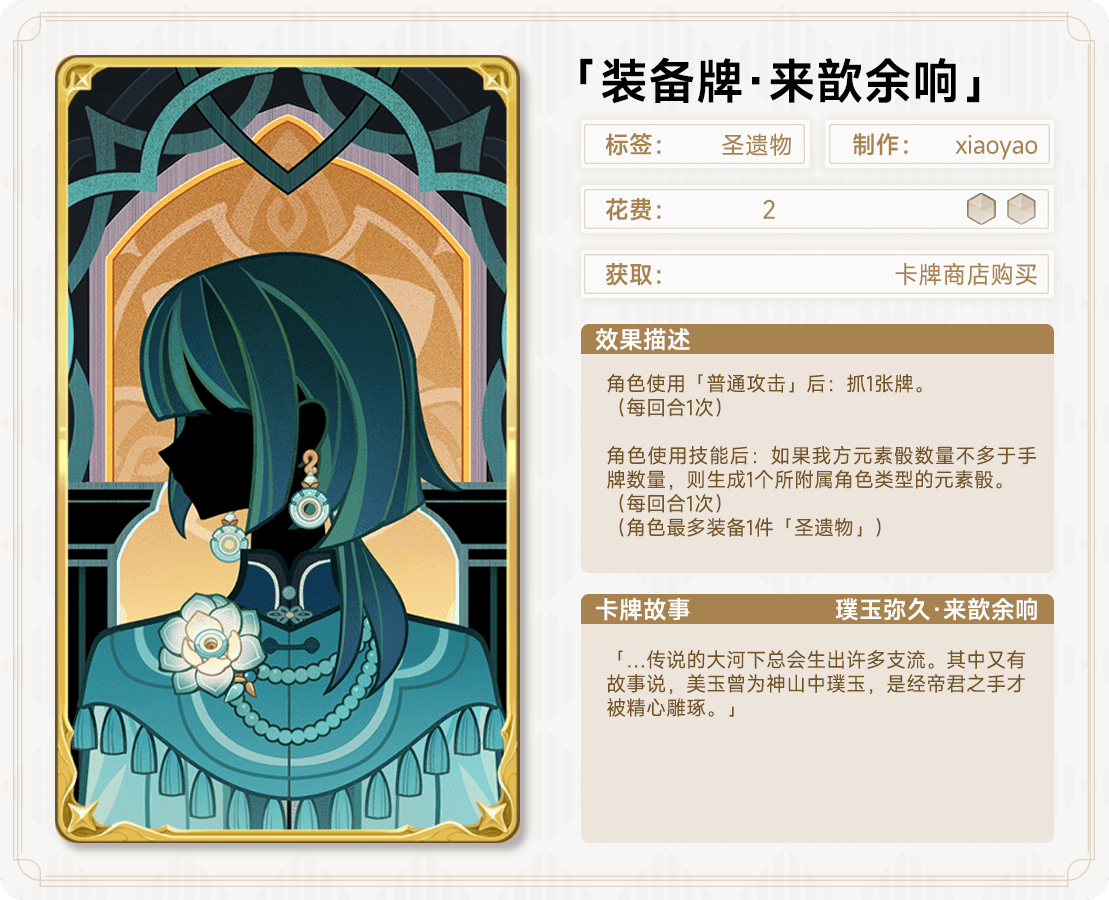 「装备牌·来歆余响」
标签： 圣遗物
制作： xiaoyao
花费： 2
获取： 卡牌商店购买
效果描述
角色使用「普通攻击」后：抓1张牌。
（每回合1次）
角色使用技能后：如果我方元素骰数量不多于手
牌数量，则生成1个所附属角色类型的元素骰。
（每回合1次）
（角色最多装备1件「圣遗物」）
卡牌故事 璞玉弥久·来歆余响
「...传说的大河下总会生出许多支流。其中又有
故事说，美玉曾为神山中璞玉，是经帝君之手才
被精心雕琢。」